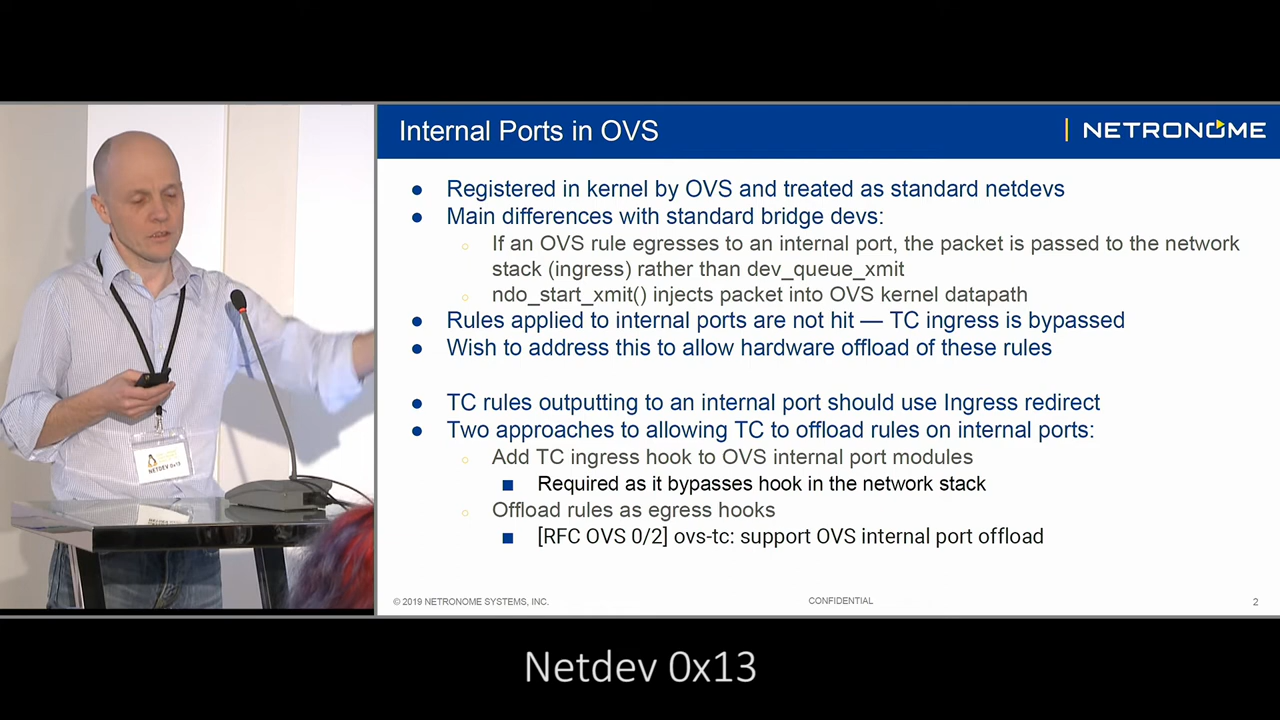 Internal Ports in OVS
NETRONOME
● Registered in kernel by OVS and treated as standard netdevs
● Main differences with standard bridge devs:
○ If an OVS rule egresses to an internal port, the packet is passed to the network
stack (ingress) rather than dev_queue_xmit
○ ndo_start_xmit() injects packet into OVS kernel datapath
● Rules applied to internal ports are not hit — TC ingress is bypassed
● Wish to address this to allow hardware offload of these rules
● TC rules outputting to an internal port should use Ingress redirect
● Two approaches to allowing TC to offload rules on internal ports:
○ Add TC ingress hook to OVS internal port modules
■ Required as it bypasses hook in the network stack
○ Offload rules as egress hooks
■ [RFC OVS 0/2] ovs-tc: support OVS internal port offload
© 2019 NETRONOME SYSTEMS, INC.
CONFIDENTIAL
2
NETDEV 0x13
Netdev 0x13